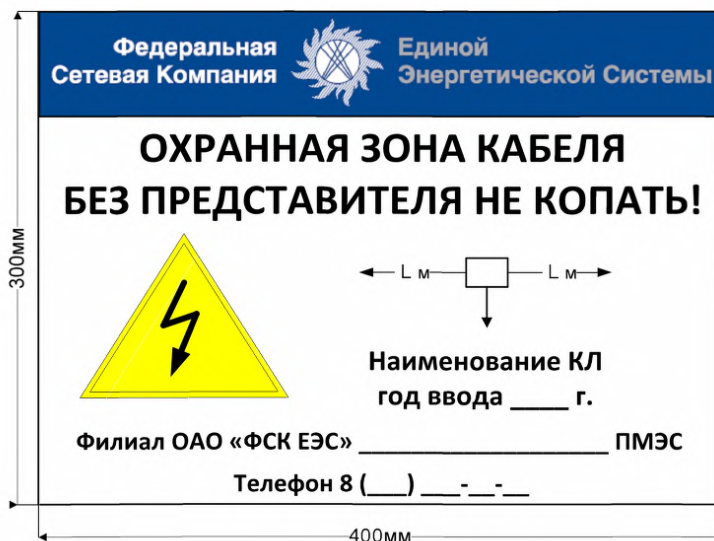 Федеральная
Сетевая Компания
Единой
Энергетической Системы
ОХРАННАЯ ЗОНА КАБЕЛЯ
БЕЗ ПРЕДСТАВИТЕЛЯ НЕ КОПАТЬ!
L м L м
Наименование КЛ
год ввода ____ г.
Филиал ОАО «ФСК ЕЭС» ___________________ ПМЭС
Телефон 8 (___) ___-__-__
300мм
400мм